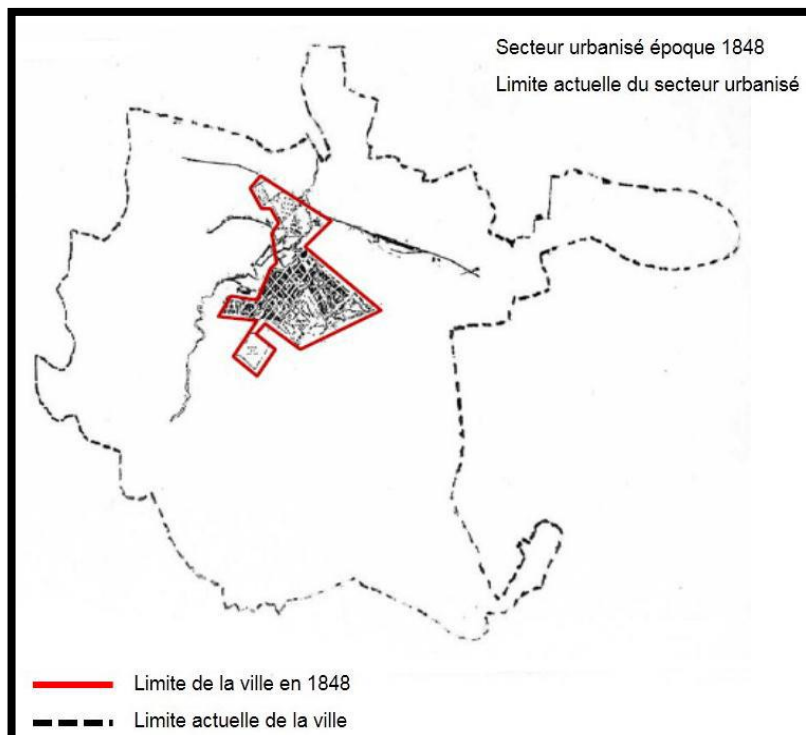 Secteur urbanisé époque 1848
Limite actuelle du secteur urbanisé
Limite de la ville en 1848
Limite actuelle de la ville